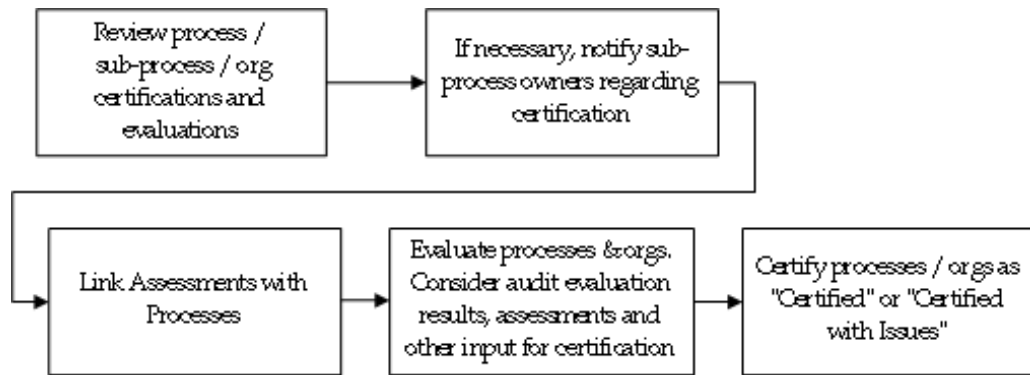 Review process /
sub-process / org
certifications and
evaluations
If necessary, notify sub-
process owners regarding
certification
Link Assessments with
Processes
Evaluate processes & orgs.
Consider audit evaluation
results, assessments and
other input for certification
Certify processes / orgs as
"Certified" or "Certified
with Issues"